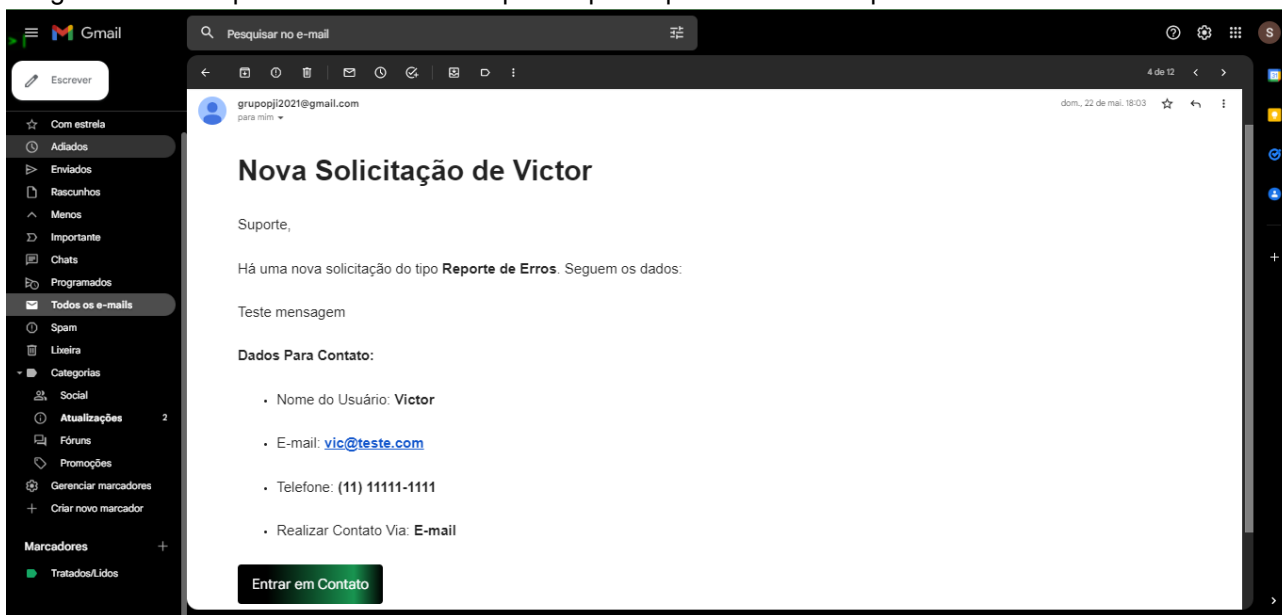 Gmail
Pesquisar no e-mail
S
Escrever
4 de 12
grupopji2021@gmail.com
dom., 22 de mai. 18:03
para mim
Com estrela
Adiados
Enviados
Rascunhos
Menos
Importante
Chats
Programados
Todos os e-mails
Spam
Lixeira
Categorias
Social
Atualizações 2
Fóruns
Promoções
Gerenciar marcadores
Criar novo marcador
Marcadores
Tratados/Lidos
Nova Solicitação de Victor
Suporte,
Há uma nova solicitação do tipo Reporte de Erros. Seguem os dados:
Teste mensagem
Dados Para Contato:
• Nome do Usuário: Victor
• E-mail: vic@teste.com
• Telefone: (11) 11111-1111
• Realizar Contato Via: E-mail
Entrar em Contato